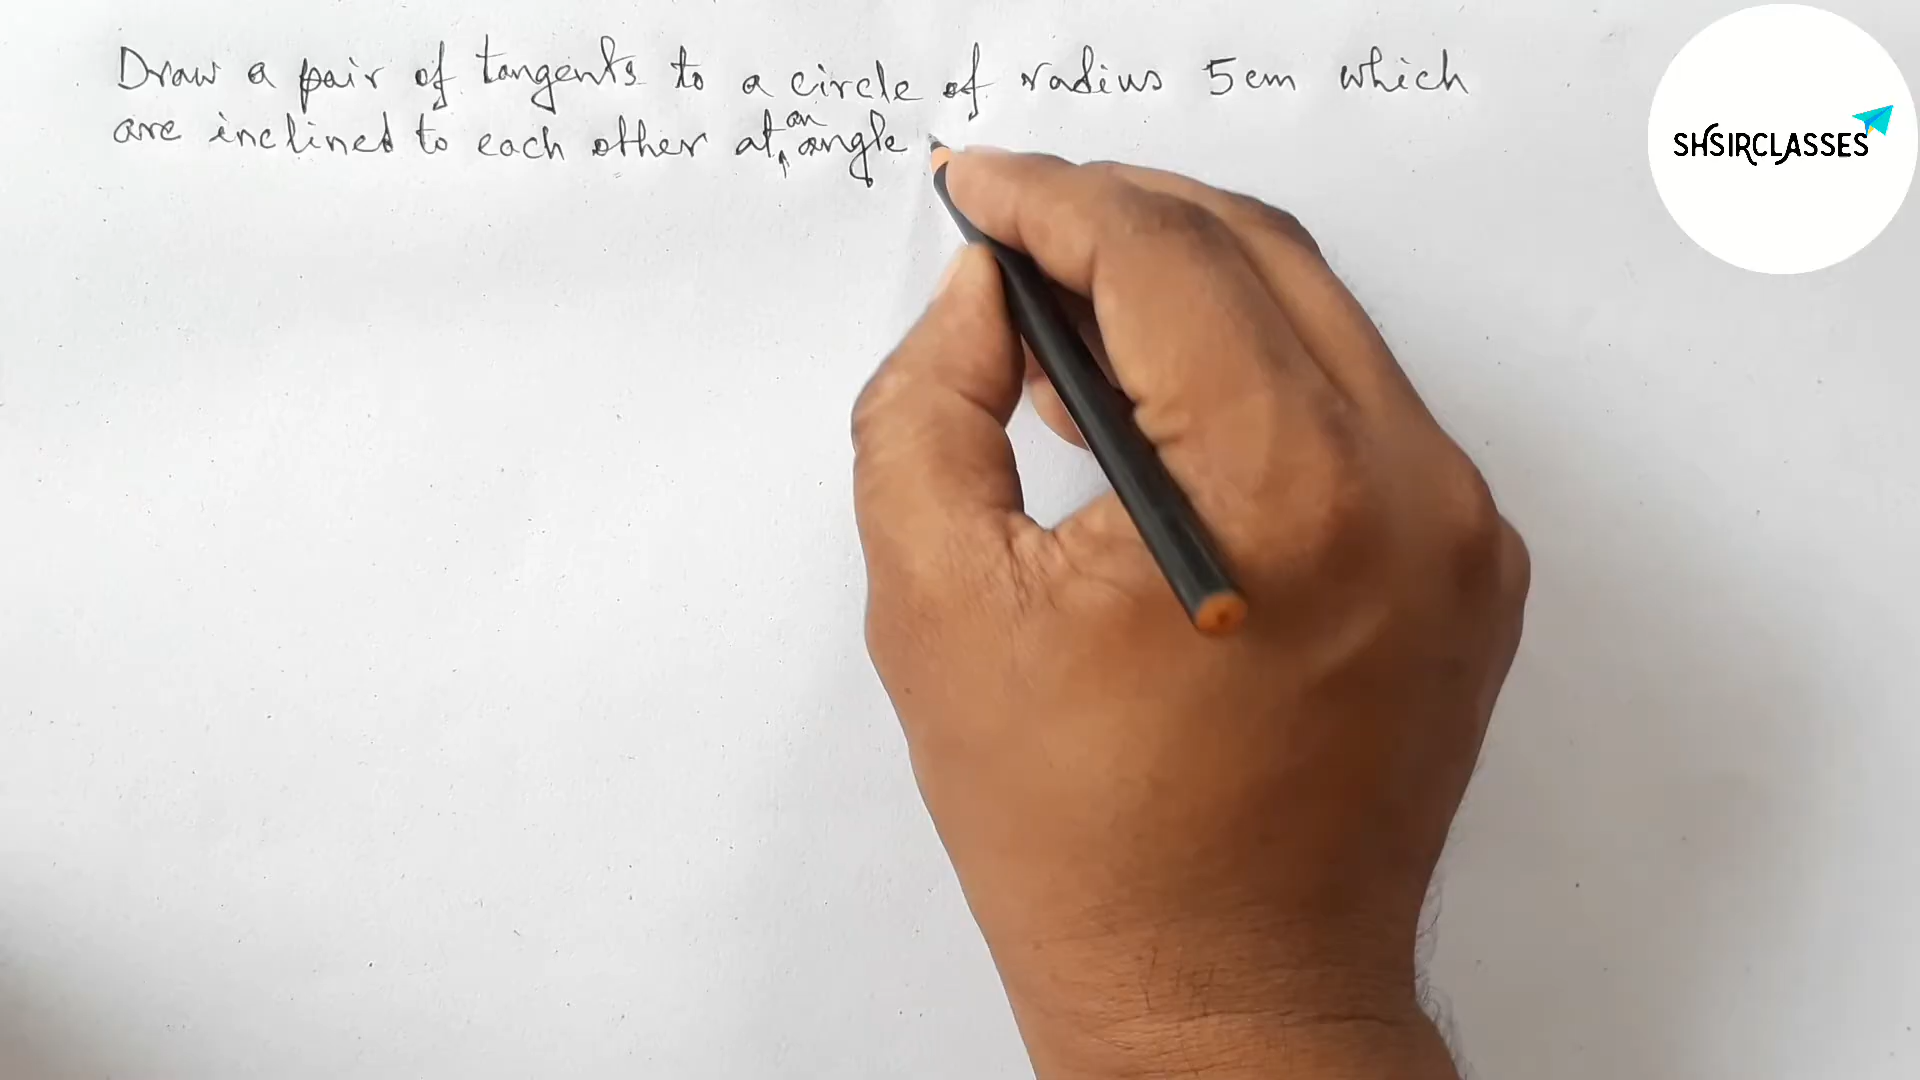 Draw a pair of tangents to a circle of radius 5cm which
are inclined to each other at an angle
SHSIRCLASSES